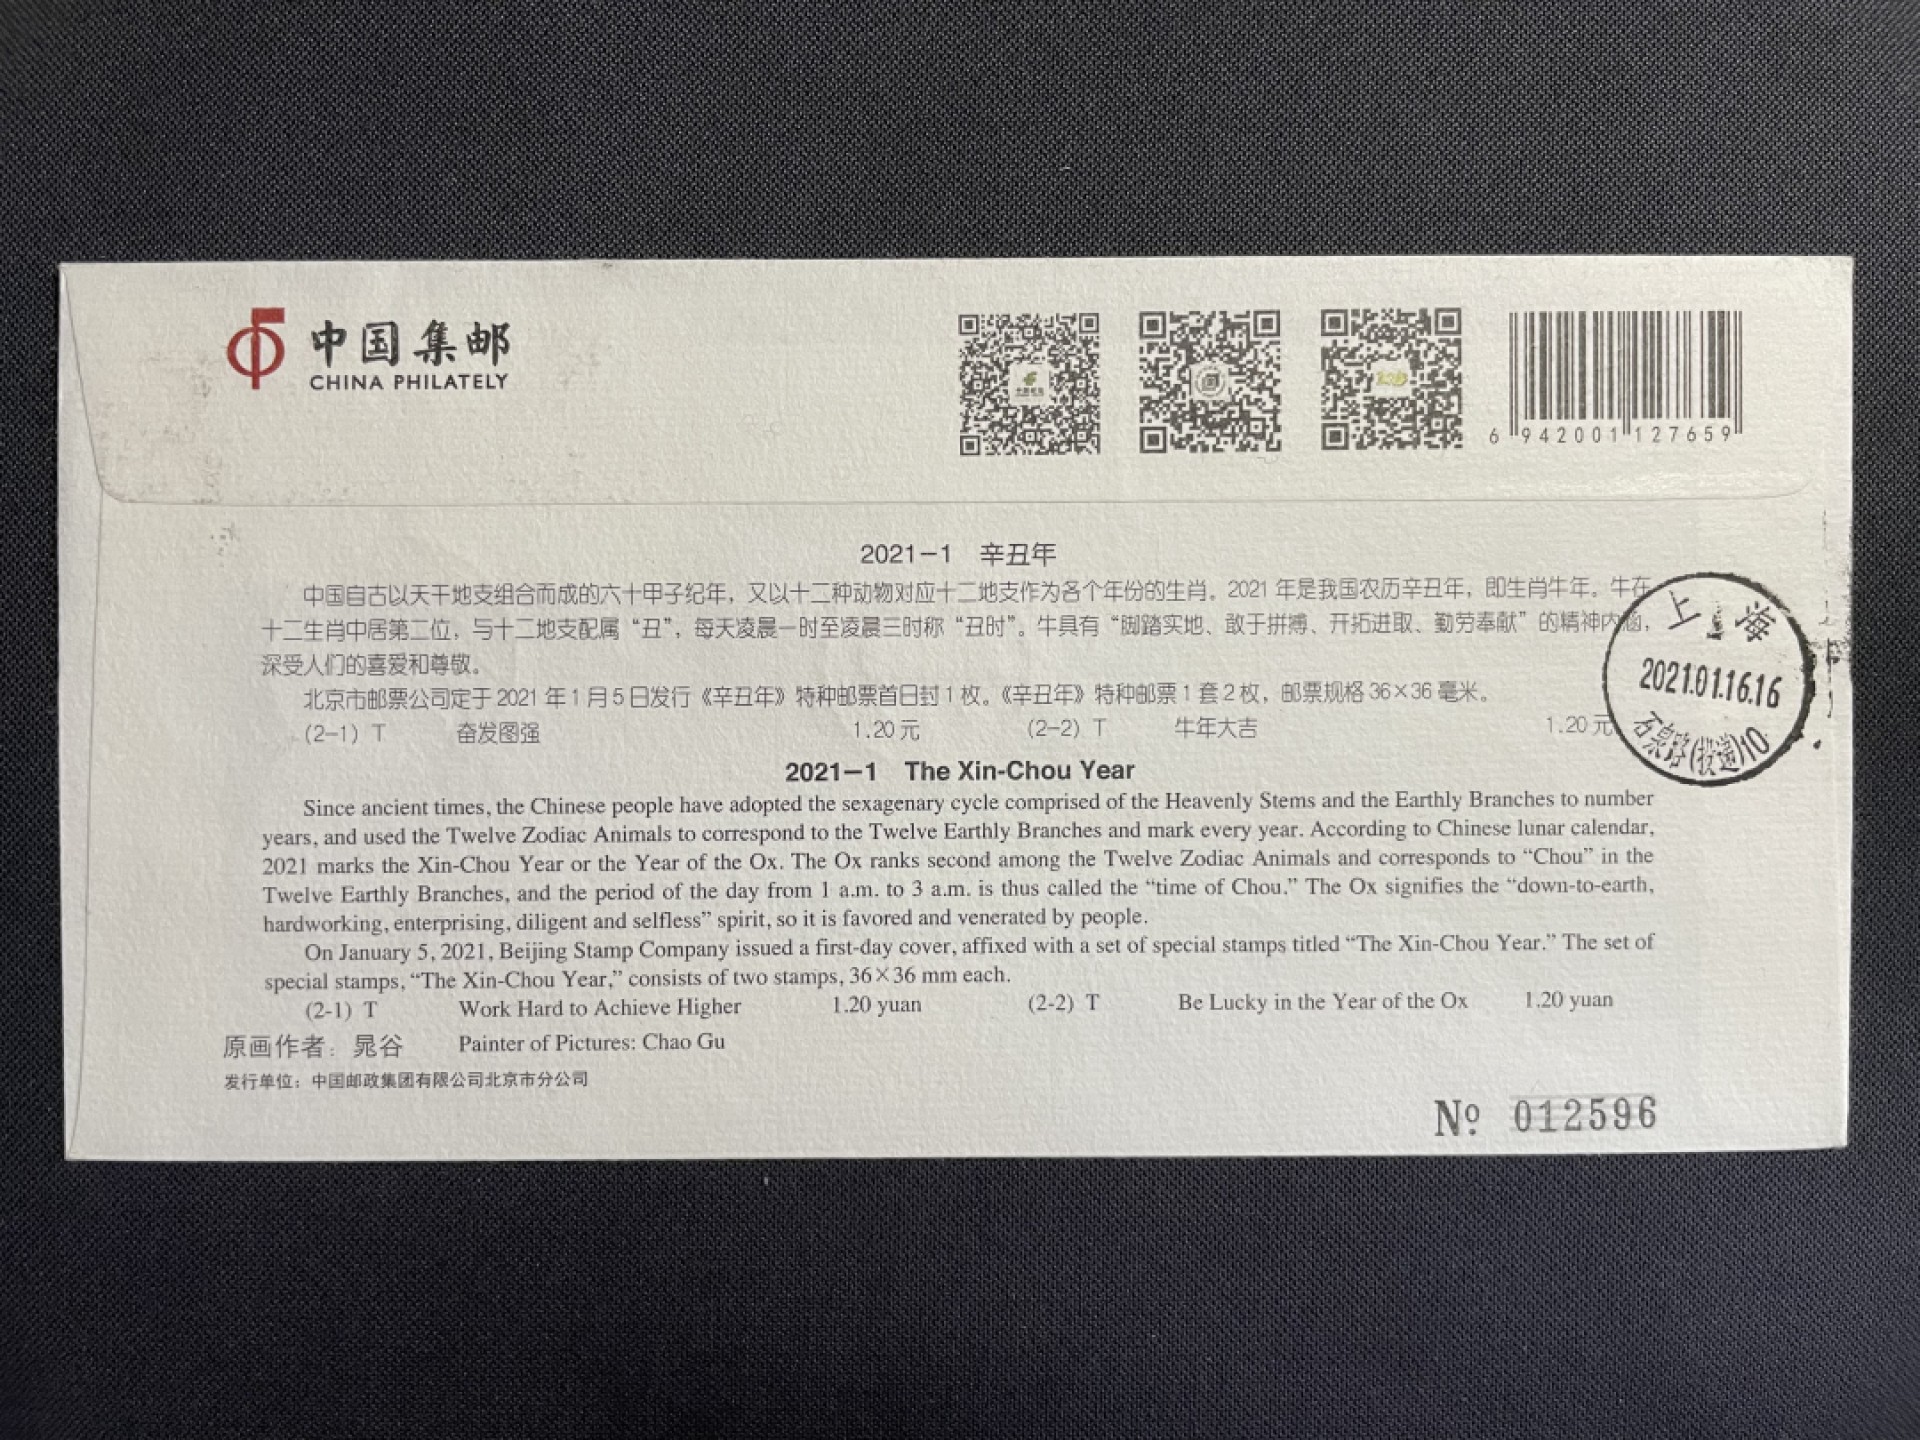 中国集邮
CHINA PHILATELY
6 942001 127659
2021－1 辛丑年
中国自古以天干地支组合而成的六十甲子纪年，又以十二种动物对应十二地支作为各个年份的生肖。2021 年是我国农历辛丑年，即生肖牛年。牛在
十二生肖中居第二位，与十二地支配属“丑”，每天凌晨一时至凌晨三时称“丑时”。牛具有“脚踏实地、敢于拼搏、开拓进取、勤劳奉献”的精神内涵，
深受人们的喜爱和尊敬。
北京市邮票公司定于 2021 年 1 月 5 日发行《辛丑年》特种邮票首日封 1 枚。《辛丑年》特种邮票 1 套 2 枚，邮票规格 36×36 毫米。
(2–1) T 奋发图强 1.20 元 (2–2) T 牛年大吉 1.20 元
上海
2021.01.16.16
石泉路(投递)10
2021－1 The Xin-Chou Year
Since ancient times, the Chinese people have adopted the sexagenary cycle comprised of the Heavenly Stems and the Earthly Branches to number
years, and used the Twelve Zodiac Animals to correspond to the Twelve Earthly Branches and mark every year. According to Chinese lunar calendar,
2021 marks the Xin-Chou Year or the Year of the Ox. The Ox ranks second among the Twelve Zodiac Animals and corresponds to “Chou” in the
Twelve Earthly Branches, and the period of the day from 1 a.m. to 3 a.m. is thus called the “time of Chou.” The Ox signifies the “down-to-earth,
hardworking, enterprising, diligent and selfless” spirit, so it is favored and venerated by people.
On January 5, 2021, Beijing Stamp Company issued a first-day cover, affixed with a set of special stamps titled “The Xin-Chou Year.” The set of
special stamps, “The Xin-Chou Year,” consists of two stamps, 36×36 mm each.
(2-1) T Work Hard to Achieve Higher 1.20 yuan (2-2) T Be Lucky in the Year of the Ox 1.20 yuan
原画作者：晁谷 Painter of Pictures: Chao Gu
发行单位：中国邮政集团有限公司北京市分公司
№ 012596